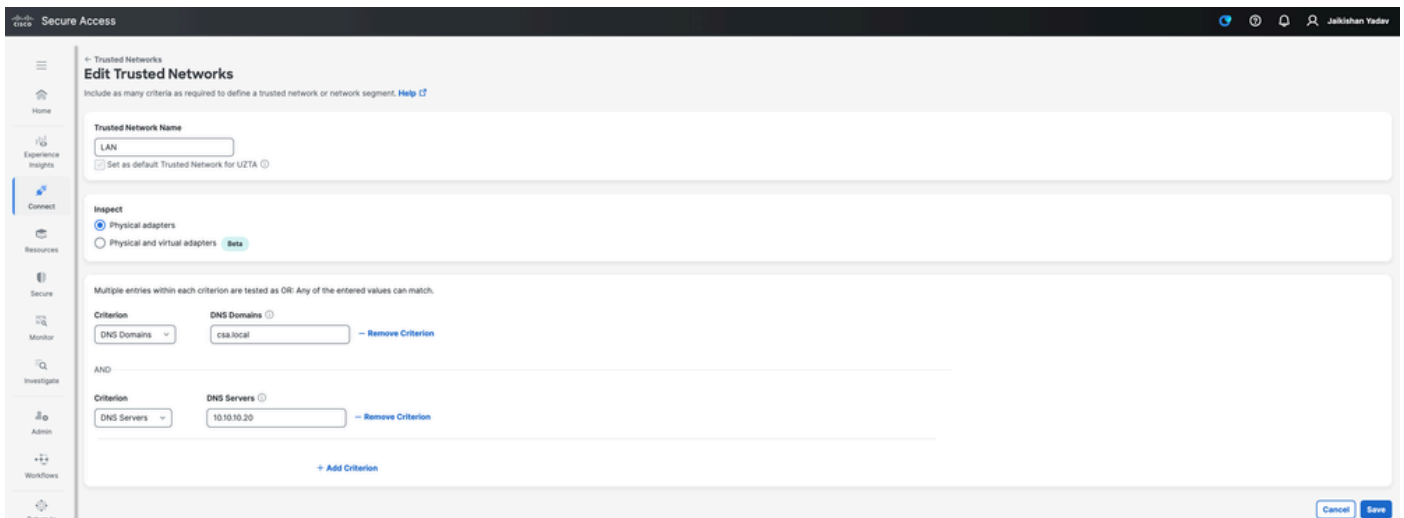 CISCO Secure Access
Jaikishan Yadav
← Trusted Networks
Edit Trusted Networks
Include as many criteria as required to define a trusted network or network segment. Help
Home
Experience
Insights
Connect
Resources
Secure
Monitor
Investigate
Admin
Workflows
Trusted Network Name
LAN
Set as default Trusted Network for UZTA
Inspect
Physical adapters
Physical and virtual adapters Beta
Multiple entries within each criterion are tested as OR: Any of the entered values can match.
Criterion DNS Domains
DNS Domains csa.local − Remove Criterion
AND
Criterion DNS Servers
DNS Servers 10.10.10.20 − Remove Criterion
+ Add Criterion
Cancel Save